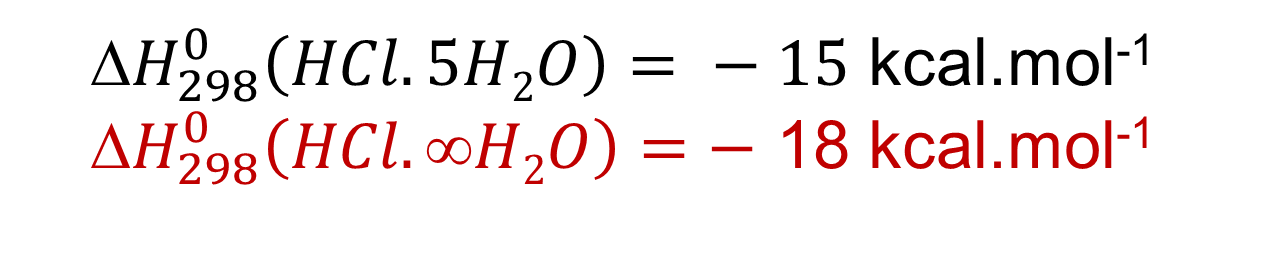 ΔH⁰₂₉₈(HCl.5H₂O) = − 15 kcal.mol⁻¹
ΔH⁰₂₉₈(HCl.∞H₂O) = − 18 kcal.mol⁻¹